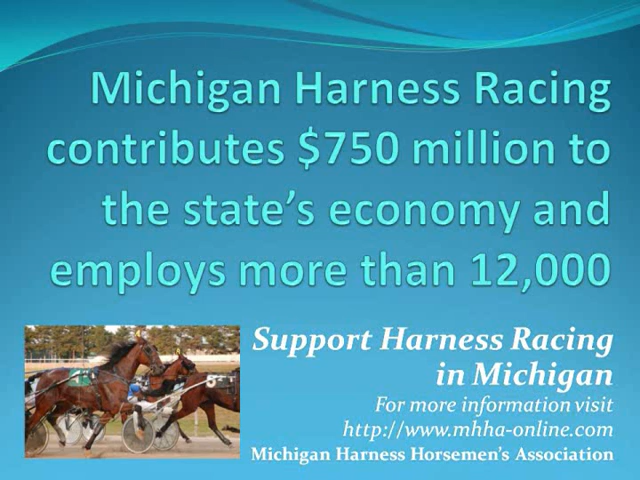 Michigan Harness Racing
contributes $750 million to
the state's economy and
employs more than 12,000
Support Harness Racing
in Michigan
For more information visit
http://www.mhha-online.com
Michigan Harness Horsemen's Association